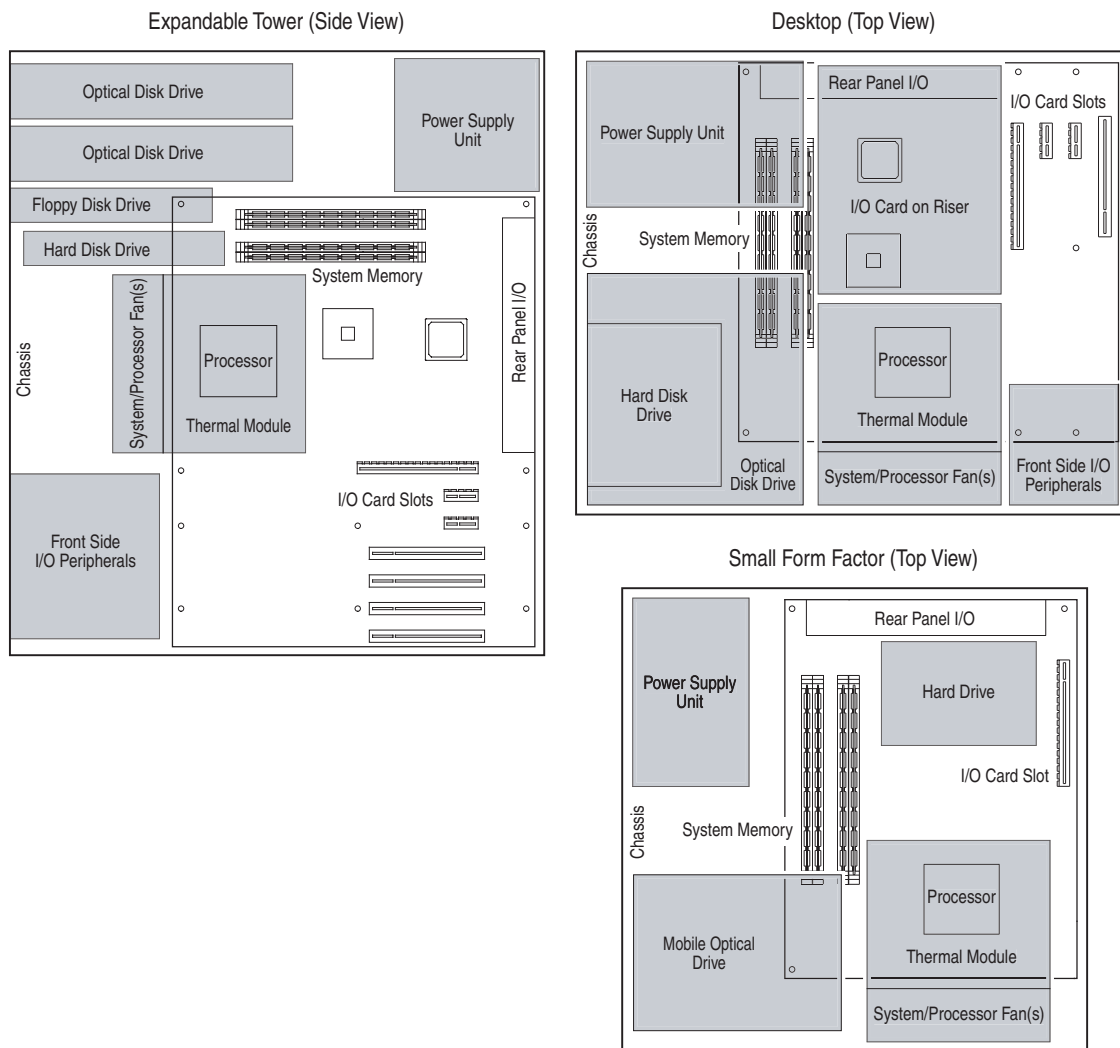 Expandable Tower (Side View)
Optical Disk Drive
Optical Disk Drive
Power Supply
Unit
Floppy Disk Drive
Hard Disk Drive
System Memory
Chassis
System/Processor Fan(s)
Processor
Thermal Module
Rear Panel I/O
I/O Card Slots
Front Side
I/O Peripherals
Desktop (Top View)
Rear Panel I/O
I/O Card Slots
Power Supply Unit
Chassis
System Memory
I/O Card on Riser
Hard Disk
Drive
Processor
Thermal Module
Optical
Disk Drive
System/Processor Fan(s)
Front Side I/O
Peripherals
Small Form Factor (Top View)
Rear Panel I/O
Power Supply
Unit
Hard Drive
I/O Card Slot
Chassis
System Memory
Processor
Mobile Optical
Drive
Thermal Module
System/Processor Fan(s)